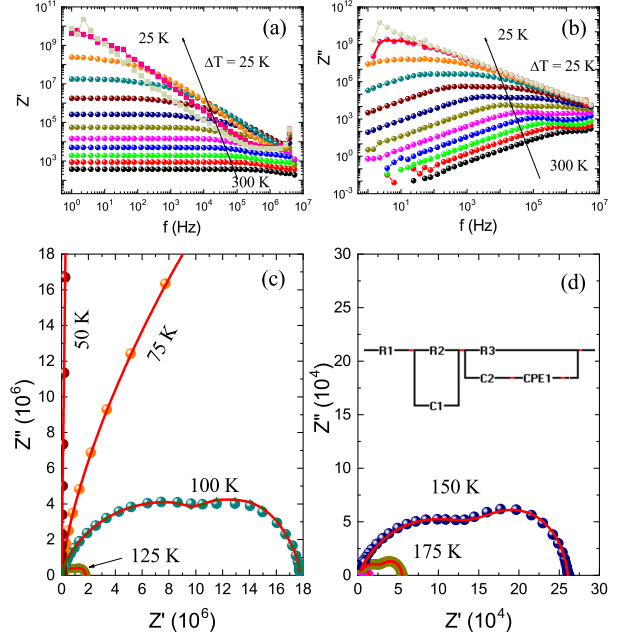 (a)
25 K
ΔT = 25 K
300 K
Z'
10^11
10^9
10^7
10^5
10^3
10^0 10^1 10^2 10^3 10^4 10^5 10^6 10^7
f (Hz)
(b)
25 K
ΔT = 25 K
300 K
Z"
10^12
10^9
10^6
10^3
10^0
10^-3
10^1 10^3 10^5 10^7
f (Hz)
(c)
50 K
75 K
100 K
125 K
Z" (10^6)
18
16
14
12
10
8
6
4
2
0
0 2 4 6 8 10 12 14 16 18
Z' (10^6)
(d)
R1 R2 R3
C2 CPE1
C1
150 K
175 K
Z" (10^4)
30
25
20
15
10
5
0
0 5 10 15 20 25 30
Z' (10^4)